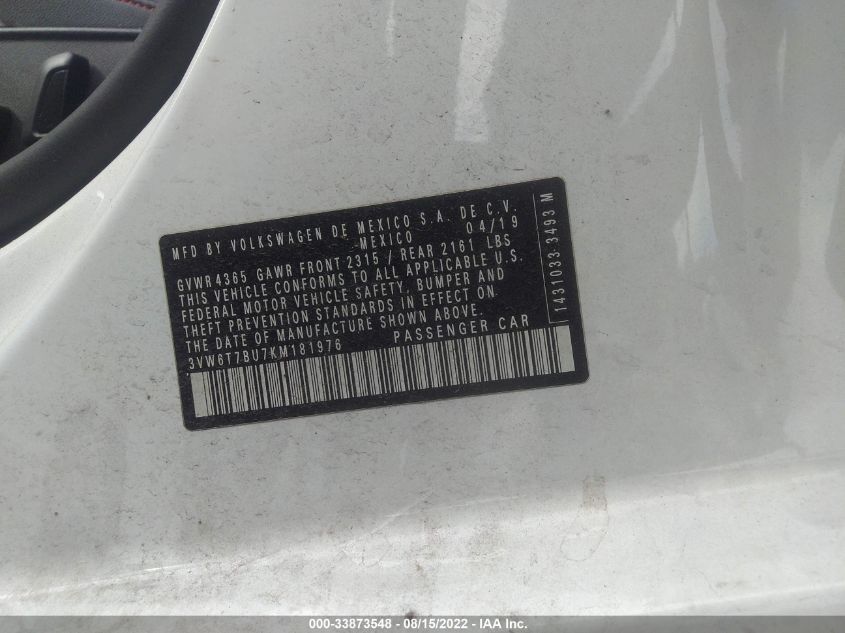 MFD BY VOLKSWAGEN DE MEXICO S.A. DE C.V.
-MEXICO 04/19
GVWR 4365 GAWR FRONT 2315 / REAR 2161 LBS
THIS VEHICLE CONFORMS TO ALL APPLICABLE U.S.
FEDERAL MOTOR VEHICLE SAFETY, BUMPER AND
THEFT PREVENTION STANDARDS IN EFFECT ON
THE DATE OF MANUFACTURE SHOWN ABOVE.
3VW6T7BU7KM181976 PASSENGER CAR
1431033 3493 M
000-33873548 - 08/15/2022 - IAA Inc.